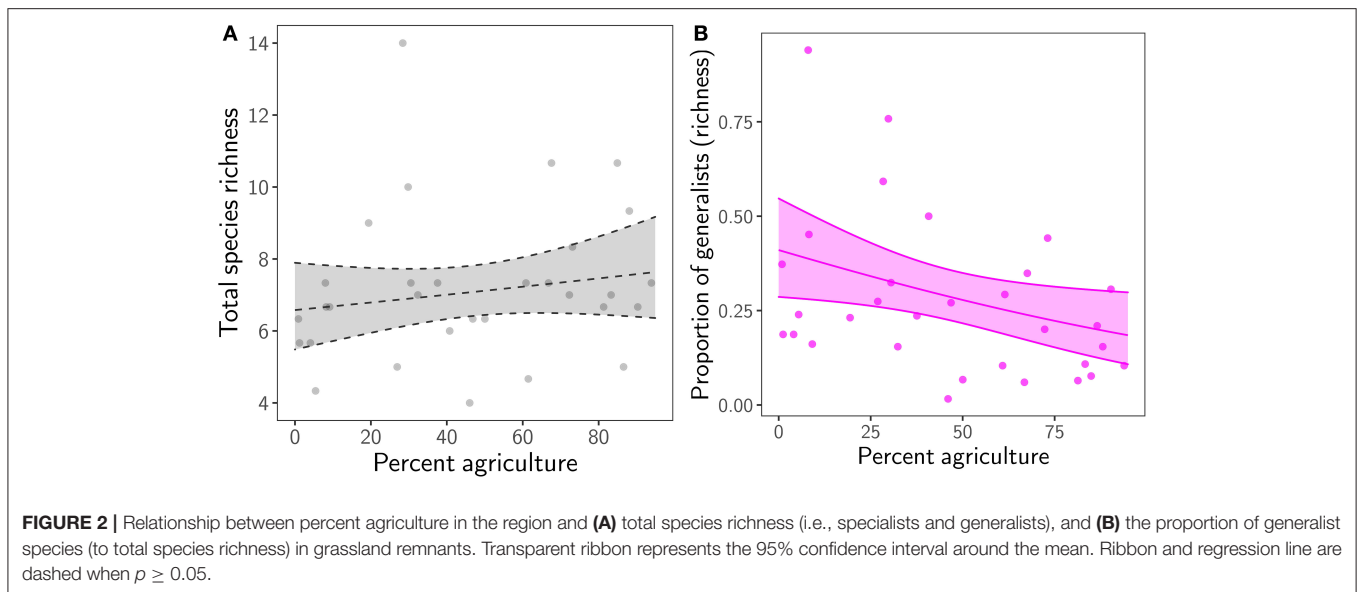 A
14
12
10
8
6
4
Total species richness
0 20 40 60 80
Percent agriculture
B
0.75
0.50
0.25
0.00
Proportion of generalists (richness)
0 25 50 75
Percent agriculture
FIGURE 2 | Relationship between percent agriculture in the region and (A) total species richness (i.e., specialists and generalists), and (B) the proportion of generalist
species (to total species richness) in grassland remnants. Transparent ribbon represents the 95% confidence interval around the mean. Ribbon and regression line are
dashed when p ≥ 0.05.